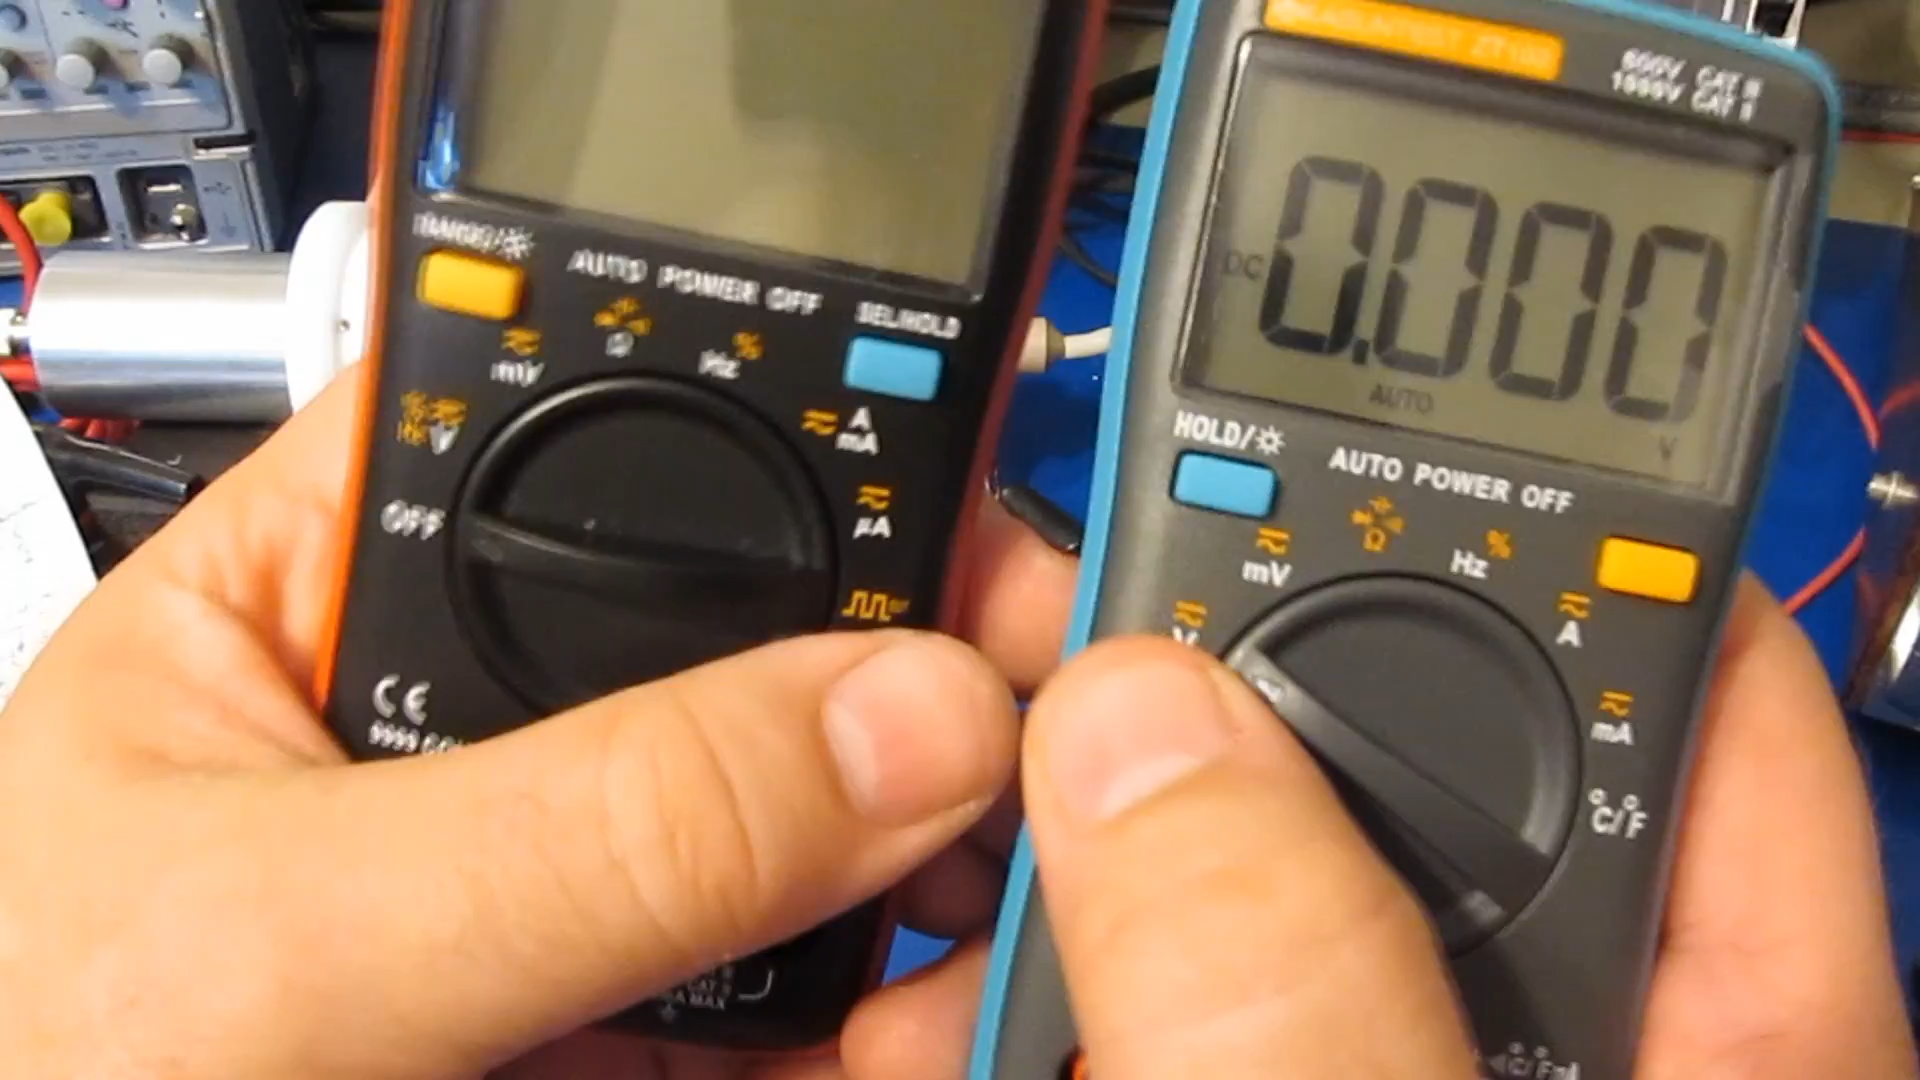 RANGE/
AUTO POWER OFF
SEL/HOLD
mV
Ω
%
Hz
A
mA
%
Hz
V
OFF
μA
CE
600V CAT III
1000V CAT II
DC
0.000
AUTO
V
HOLD/
AUTO POWER OFF
mV
Ω
%
Hz
A
V
mA
°C/°F